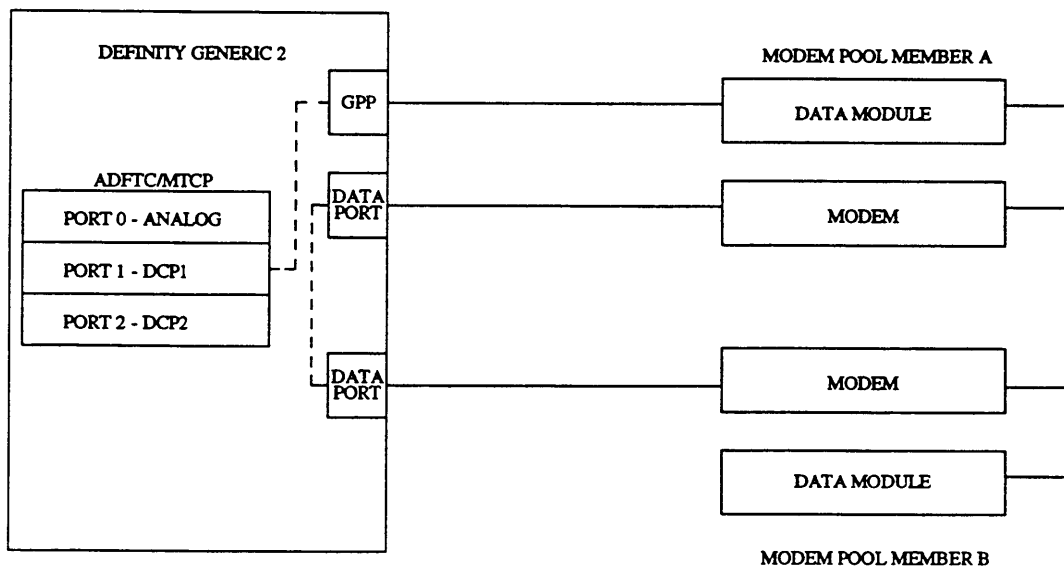 DEFINITY GENERIC 2
MODEM POOL MEMBER A
GPP
DATA MODULE
ADFTC/MTCP
DATA
PORT
MODEM
PORT 0 - ANALOG
PORT 1 - DCP1
PORT 2 - DCP2
DATA
PORT
MODEM
DATA MODULE
MODEM POOL MEMBER B